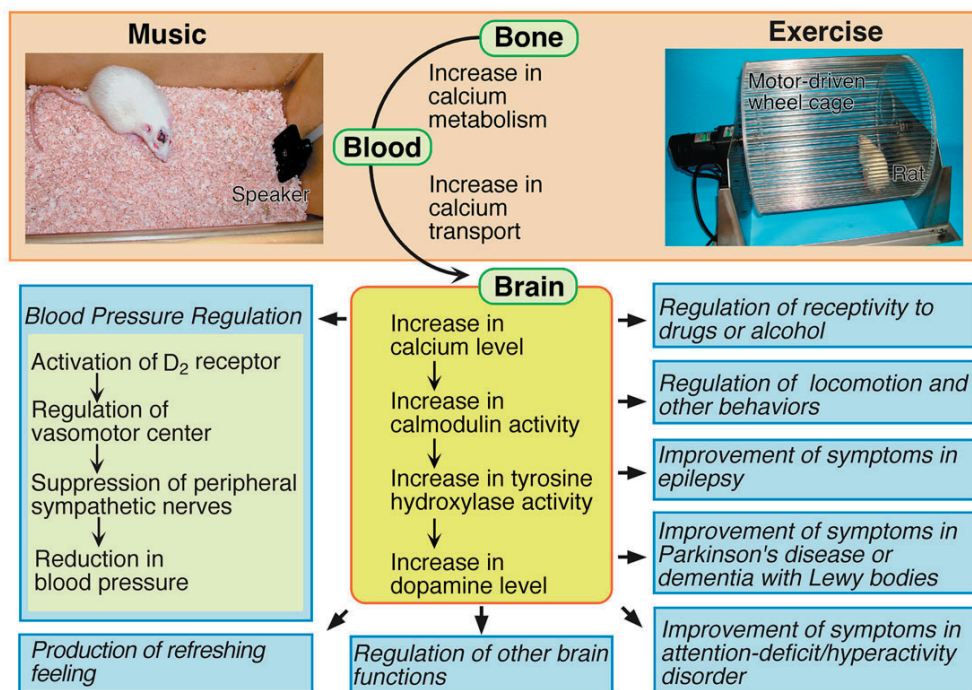 Music
Speaker
Bone
Increase in
calcium
metabolism
Blood
Increase in
calcium
transport
Exercise
Motor-driven
wheel cage
Rat
Brain
Increase in
calcium level
Increase in
calmodulin activity
Increase in tyrosine
hydroxylase activity
Increase in
dopamine level
Blood Pressure Regulation
Activation of D₂ receptor
Regulation of
vasomotor center
Suppression of peripheral
sympathetic nerves
Reduction in
blood pressure
Production of refreshing
feeling
Regulation of other brain
functions
Regulation of receptivity to
drugs or alcohol
Regulation of locomotion and
other behaviors
Improvement of symptoms in
epilepsy
Improvement of symptoms in
Parkinson's disease or
dementia with Lewy bodies
Improvement of symptoms in
attention-deficit/hyperactivity
disorder